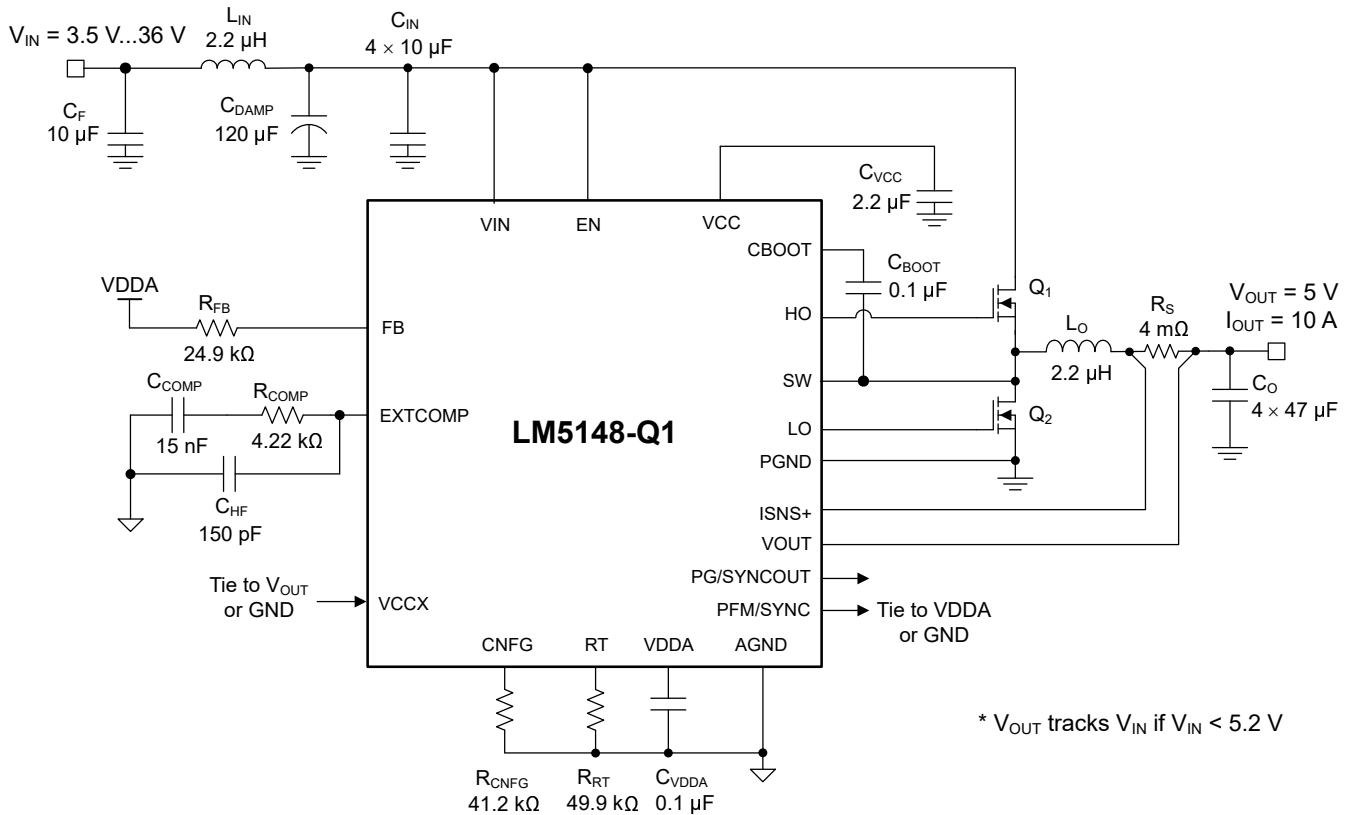 V_IN = 3.5 V...36 V
L_IN
2.2 µH
C_IN
4 × 10 µF
C_F
10 µF
C_DAMP
120 µF
C_VCC
2.2 µF
VIN
EN
VCC
CBOOT
C_BOOT
0.1 µF
Q_1
HO
VDDA
R_FB
24.9 kΩ
FB
L_O
2.2 µH
R_S
4 mΩ
V_OUT = 5 V
I_OUT = 10 A
SW
C_O
4 × 47 µF
C_COMP
15 nF
R_COMP
4.22 kΩ
EXTCOMP
LM5148-Q1
LO
Q_2
PGND
C_HF
150 pF
ISNS+
VOUT
PG/SYNCOUT
Tie to V_OUT
or GND
VCCX
PFM/SYNC
Tie to VDDA
or GND
CNFG
RT
VDDA
AGND
* V_OUT tracks V_IN if V_IN < 5.2 V
R_CNFG
41.2 kΩ
R_RT
49.9 kΩ
C_VDDA
0.1 µF